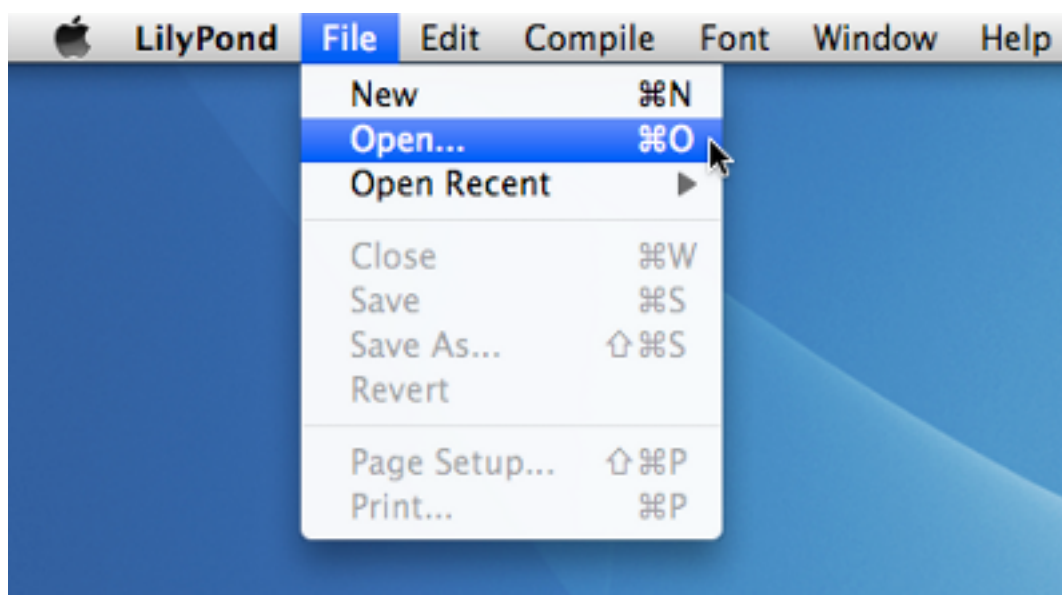 LilyPond File Edit Compile Font Window Help
New ⌘N
Open... ⌘O
Open Recent ▶
Close ⌘W
Save ⌘S
Save As... ⇧⌘S
Revert
Page Setup... ⇧⌘P
Print... ⌘P